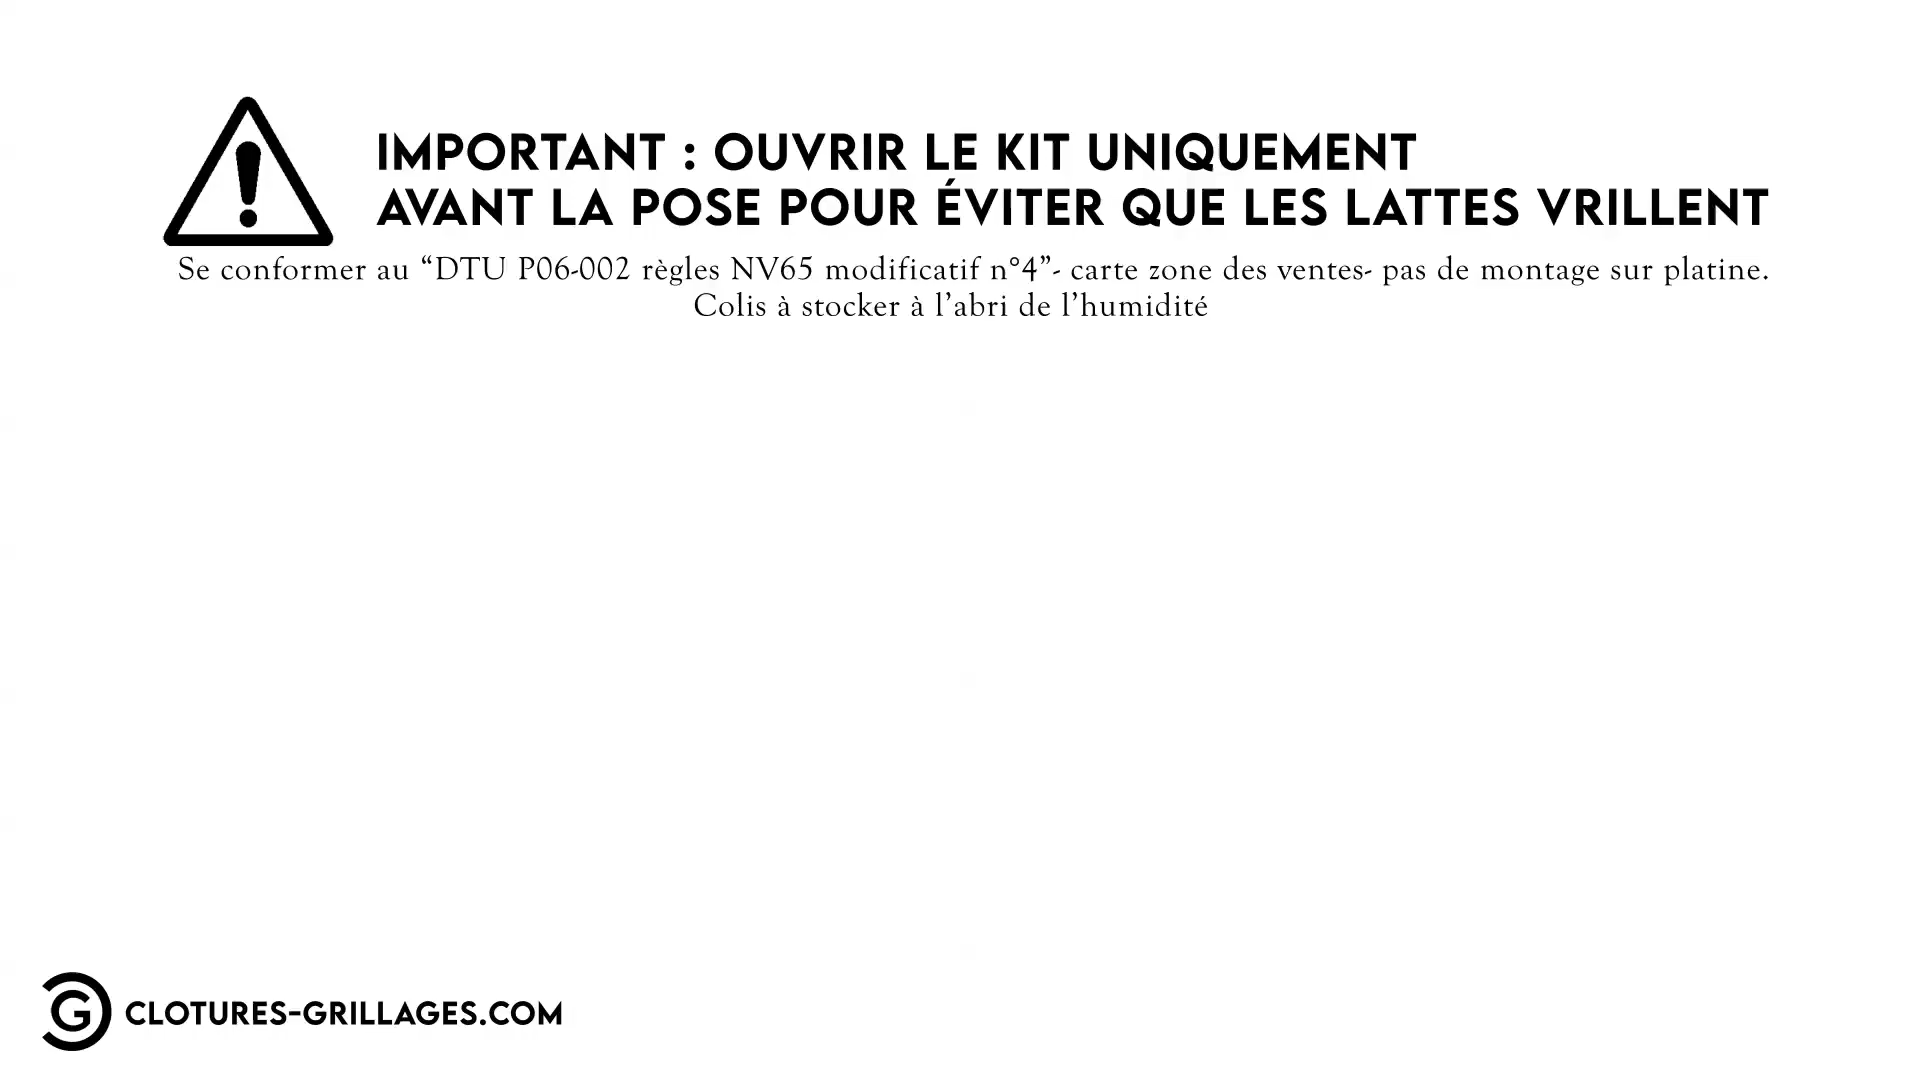 IMPORTANT : OUVRIR LE KIT UNIQUEMENT
AVANT LA POSE POUR ÉVITER QUE LES LATTES VRILLENT
Se conformer au “DTU P06-002 règles NV65 modificatif n°4”- carte zone des ventes- pas de montage sur platine.
Colis à stocker à l’abri de l’humidité
CLOTURES-GRILLAGES.COM